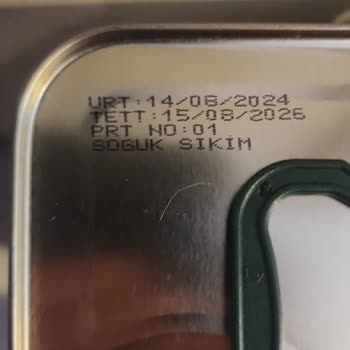 URT:14/08/2024
TETT:15/08/2026
PRT NO:01
SOGUK SIKIM